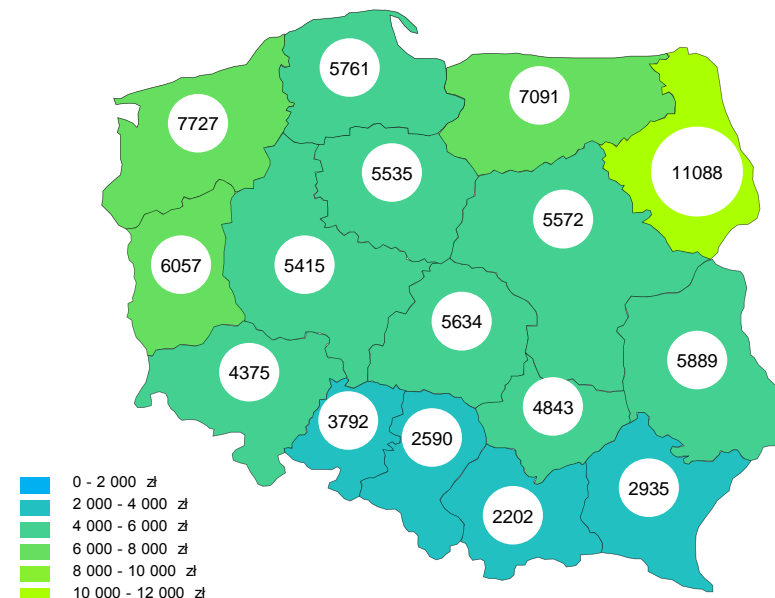 5761
7091
7727
11088
5535
5572
6057
5415
5634
5889
4375
4843
3792
2590
2935
2202
0 - 2 000 zł
2 000 - 4 000 zł
4 000 - 6 000 zł
6 000 - 8 000 zł
8 000 - 10 000 zł
10 000 - 12 000 zł